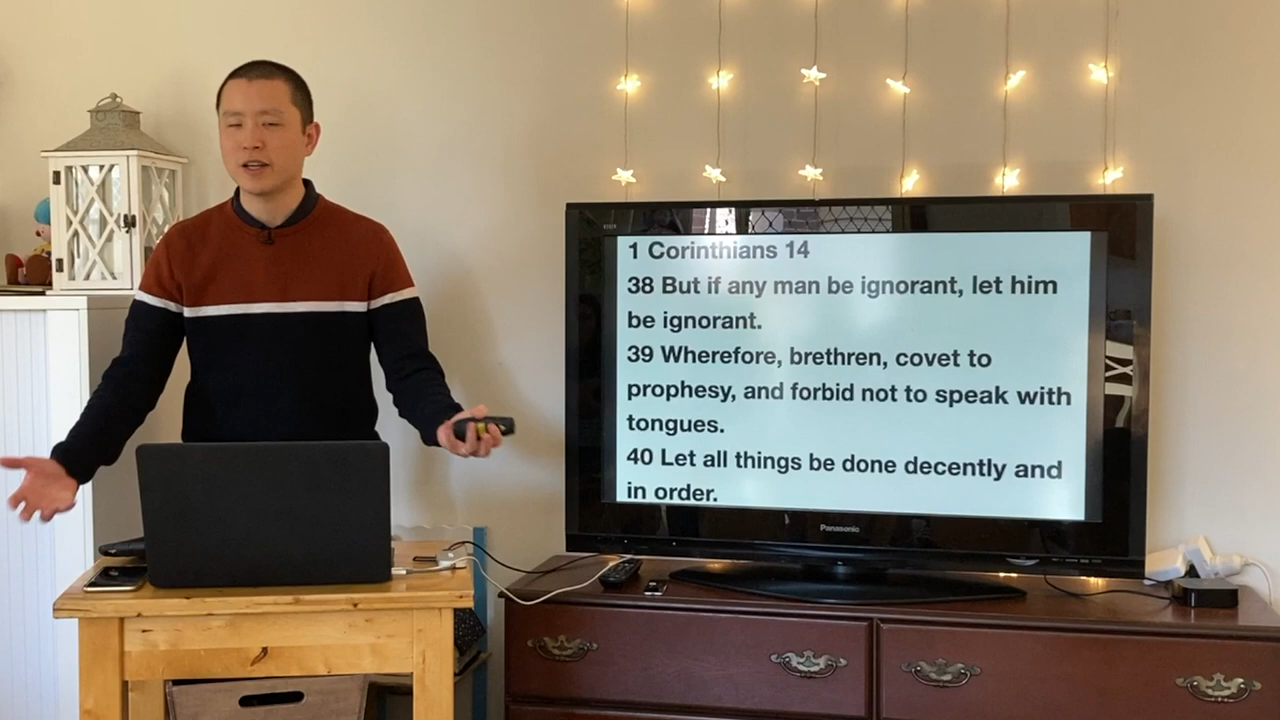 1 Corinthians 14
38 But if any man be ignorant, let him
be ignorant.
39 Wherefore, brethren, covet to
prophesy, and forbid not to speak with
tongues.
40 Let all things be done decently and
in order.
Panasonic